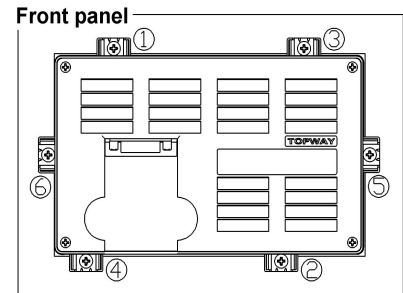 Front panel
① ③
TOPWAY
⑥ ⑤
④ ②